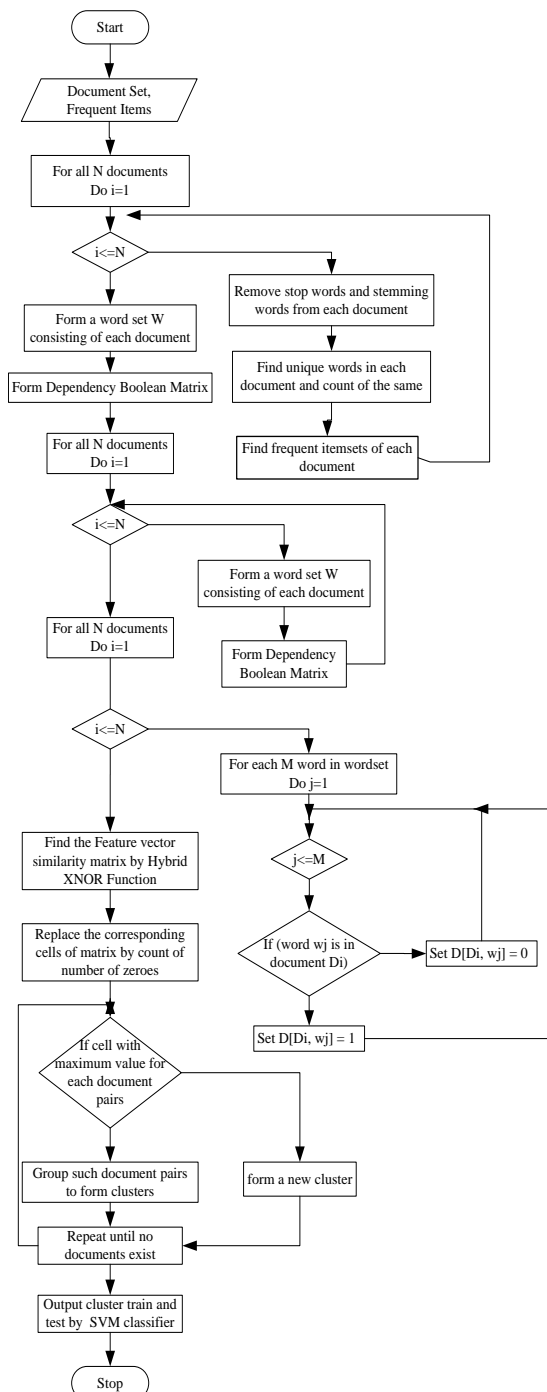 Start
Document Set,
Frequent Items
For all N documents
Do i=1
i<=N
Remove stop words and stemming
words from each document
Form a word set W
consisting of each document
Find unique words in each
document and count of the same
Form Dependency Boolean Matrix
For all N documents
Do i=1
Find frequent itemsets of each
document
i<=N
Form a word set W
consisting of each document
For all N documents
Do i=1
Form Dependency
Boolean Matrix
i<=N
For each M word in wordset
Do j=1
Find the Feature vector
similarity matrix by Hybrid
XNOR Function
j<=M
Replace the corresponding
cells of matrix by count of
number of zeroes
If (word wj is in
document Di)
Set D[Di, wj] = 0
Set D[Di, wj] = 1
If cell with
maximum value for
each document
pairs
Group such document pairs
to form clusters
form a new cluster
Repeat until no
documents exist
Output cluster train and
test by SVM classifier
Stop